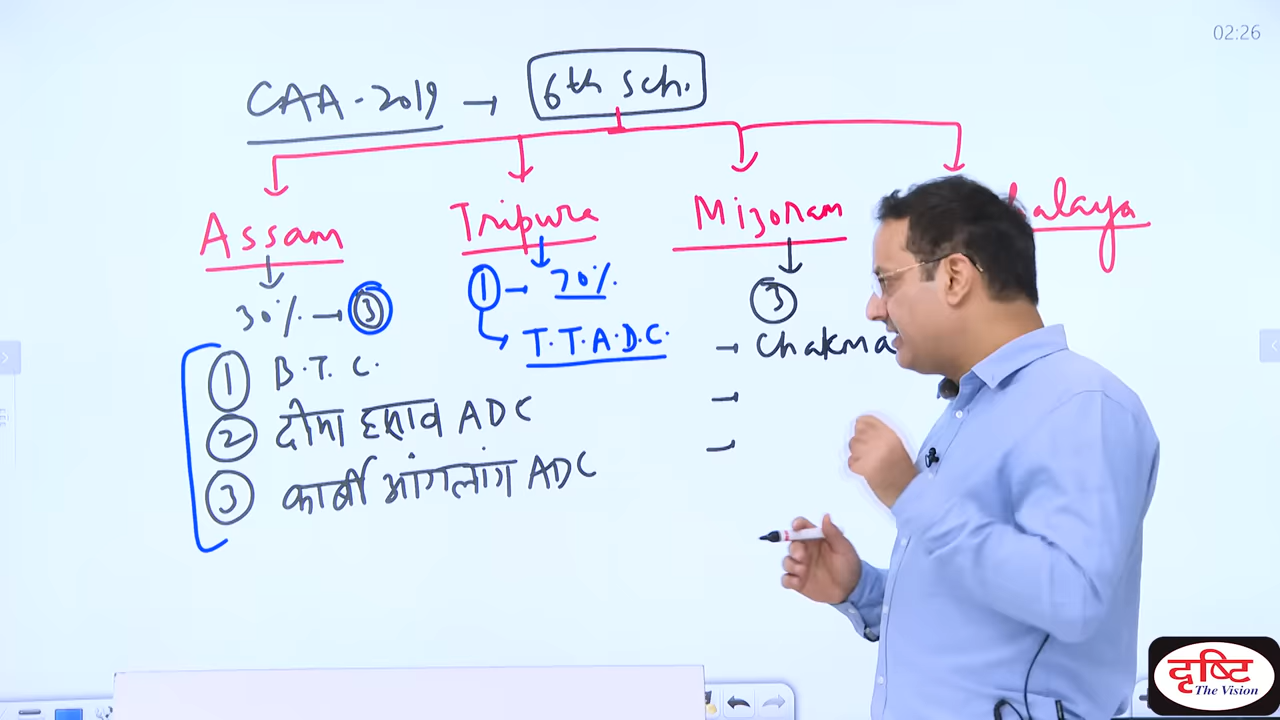 02:26
CAA-2019 → 6th sch.
Assam Tripura Mizoram alaya
30% → ③ ① → 70% ③
T.T.A.D.C.
→ Chakma
① B.T.C.
② दीमा हसाव ADC
③ कार्बी आंगलांग ADC
दृष्टि
The Vision